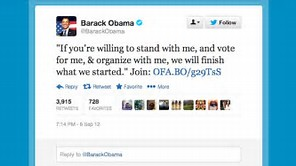 Barack Obama
@BarackObama
Follow
"If you're willing to stand with me, and vote
for me, & organize with me, we will finish
what we started." Join: OFA.BO/g29TsS
Reply Retweet Favorite More
3,915
RETWEETS
728
FAVORITES
7:14 PM - 6 Sep 12
Reply to @BarackObama